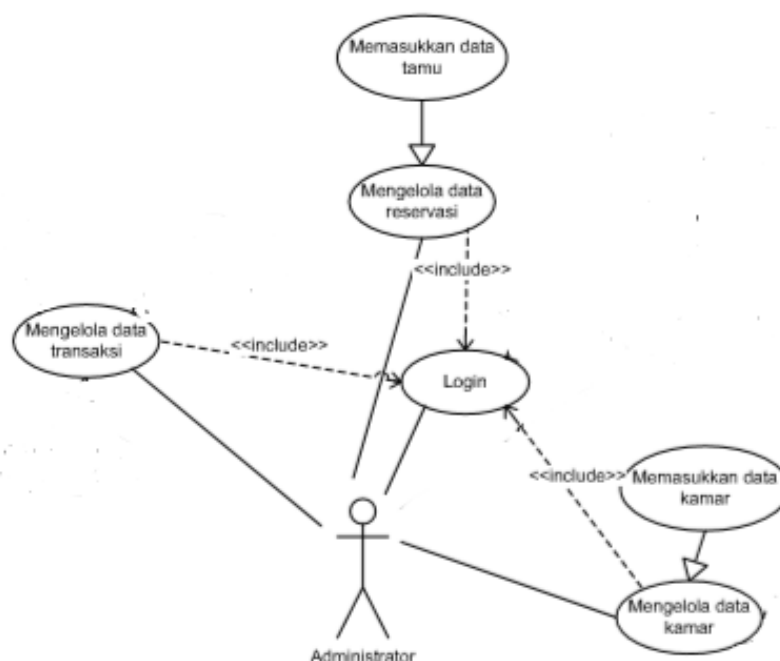 Memasukkan data
tamu
Mengelola data
reservasi
<<include>>
Mengelola data
transaksi
<<include>>
Login
<<include>>
Memasukkan data
kamar
Mengelola data
kamar
Administrator